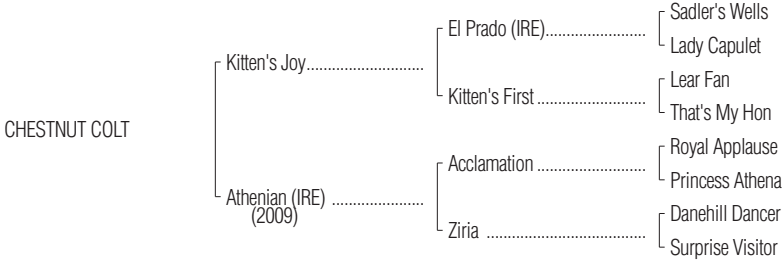 Sadler's Wells
El Prado (IRE)........................
Lady Capulet
Kitten's Joy............................
Lear Fan
Kitten's First..........................
That's My Hon
CHESTNUT COLT
Royal Applause
Acclamation ..........................
Princess Athena
Athenian (IRE) ......................
(2009)
Danehill Dancer
Ziria ......................................
Surprise Visitor